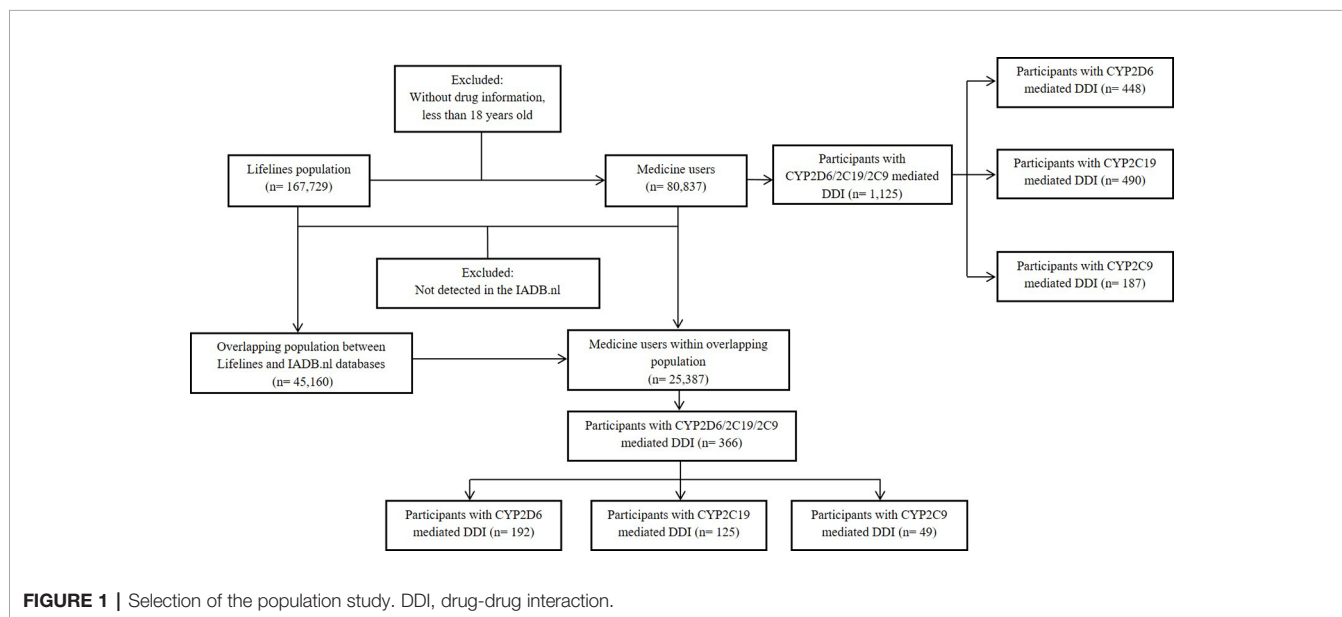 Excluded:
Without drug information,
less than 18 years old
Participants with CYP2D6
mediated DDI (n= 448)
Lifelines population
(n= 167,729)
Medicine users
(n= 80,837)
Participants with
CYP2D6/2C19/2C9 mediated
DDI (n= 1,125)
Participants with CYP2C19
mediated DDI (n= 490)
Excluded:
Not detected in the IADB.nl
Participants with CYP2C9
mediated DDI (n= 187)
Overlapping population between
Lifelines and IADB.nl databases
(n= 45,160)
Medicine users within overlapping
population
(n= 25,387)
Participants with CYP2D6/2C19/2C9
mediated DDI (n= 366)
Participants with CYP2D6
mediated DDI (n= 192)
Participants with CYP2C19
mediated DDI (n= 125)
Participants with CYP2C9
mediated DDI (n= 49)
FIGURE 1 | Selection of the population study. DDI, drug-drug interaction.